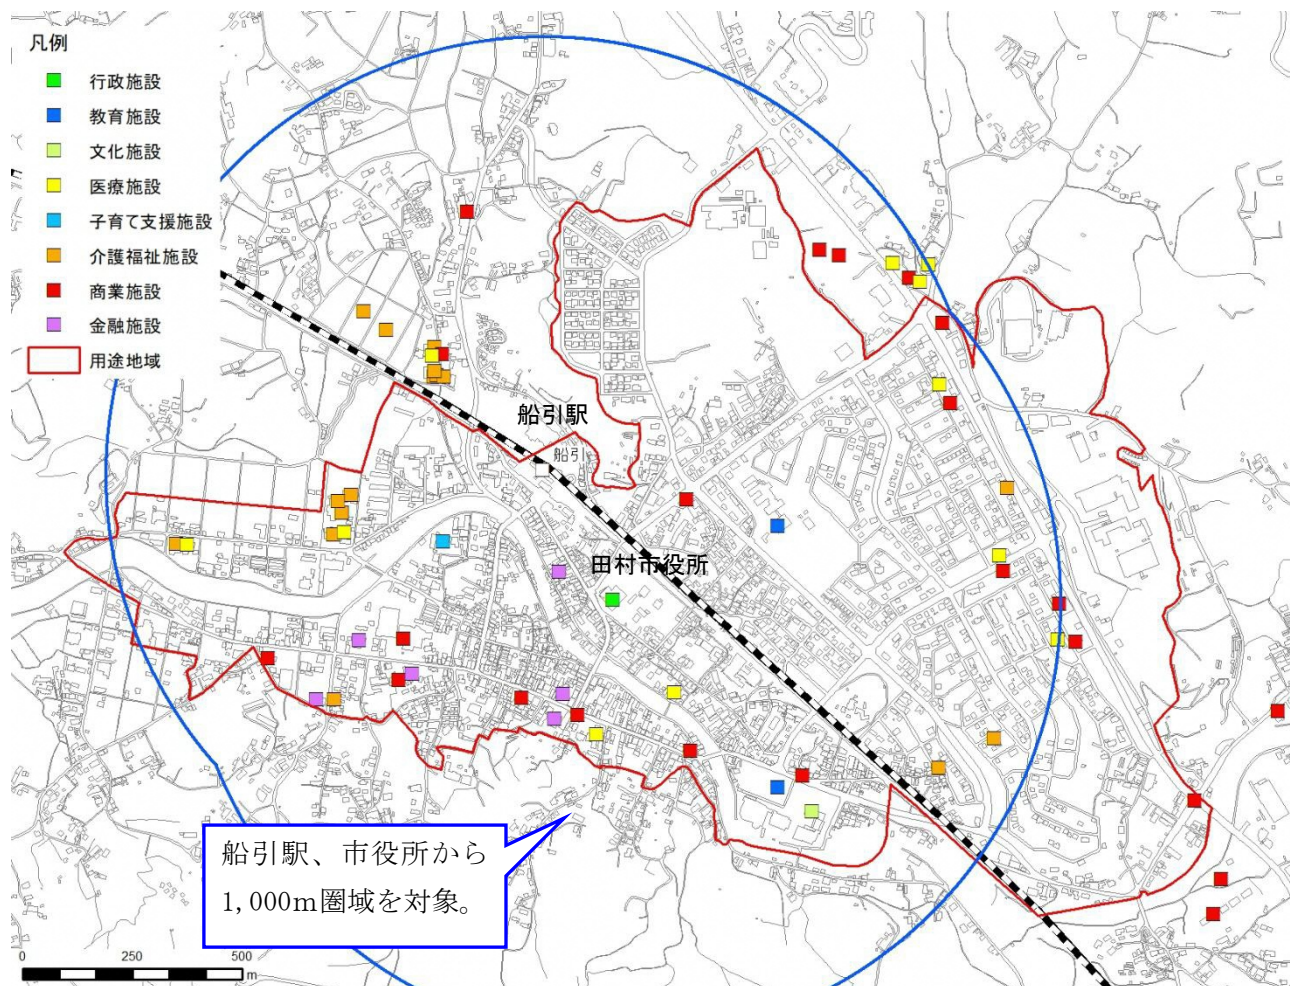 凡例
行政施設
教育施設
文化施設
医療施設
子育て支援施設
介護福祉施設
商業施設
金融施設
用途地域
船引駅
船引
田村市役所
船引駅、市役所から
1,000m圏域を対象。
0 250 500
m